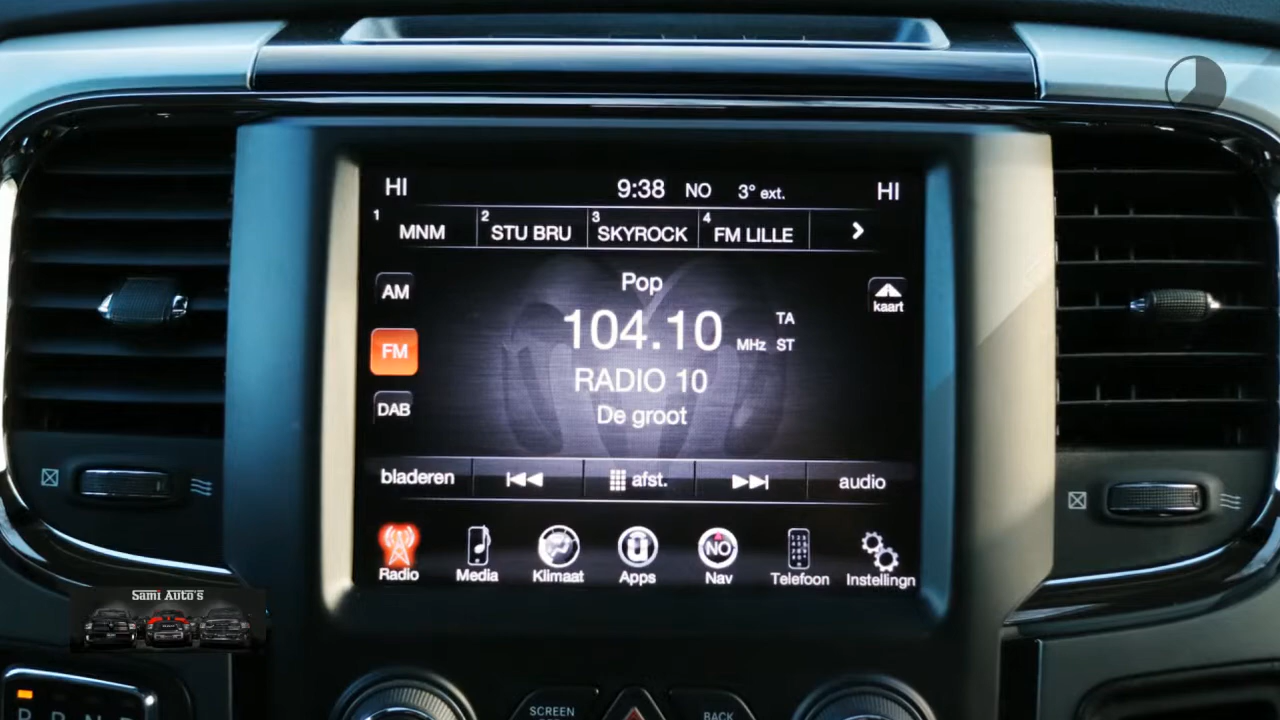 HI 9:38 NO 3° ext. HI
1 MNM 2 STU BRU 3 SKYROCK 4 FM LILLE
AM
FM
DAB
Pop
104.10 MHz
TA
ST
RADIO 10
De groot
kaart
bladeren afst. audio
Radio Media Klimaat Apps NO Nav Telefoon Instellingn
Sami Auto's
SCREEN
BACK